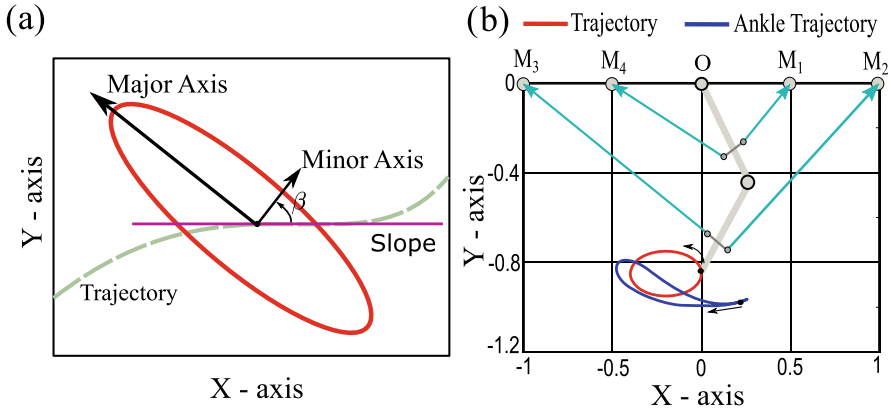 (a)
Major Axis
Minor Axis
β
Slope
Trajectory
Y - axis
X - axis
(b)
Trajectory
Ankle Trajectory
M3
M4
O
M1
M2
0
-0.4
-0.8
-1.2
-1
-0.5
0
0.5
1
Y - axis
X - axis